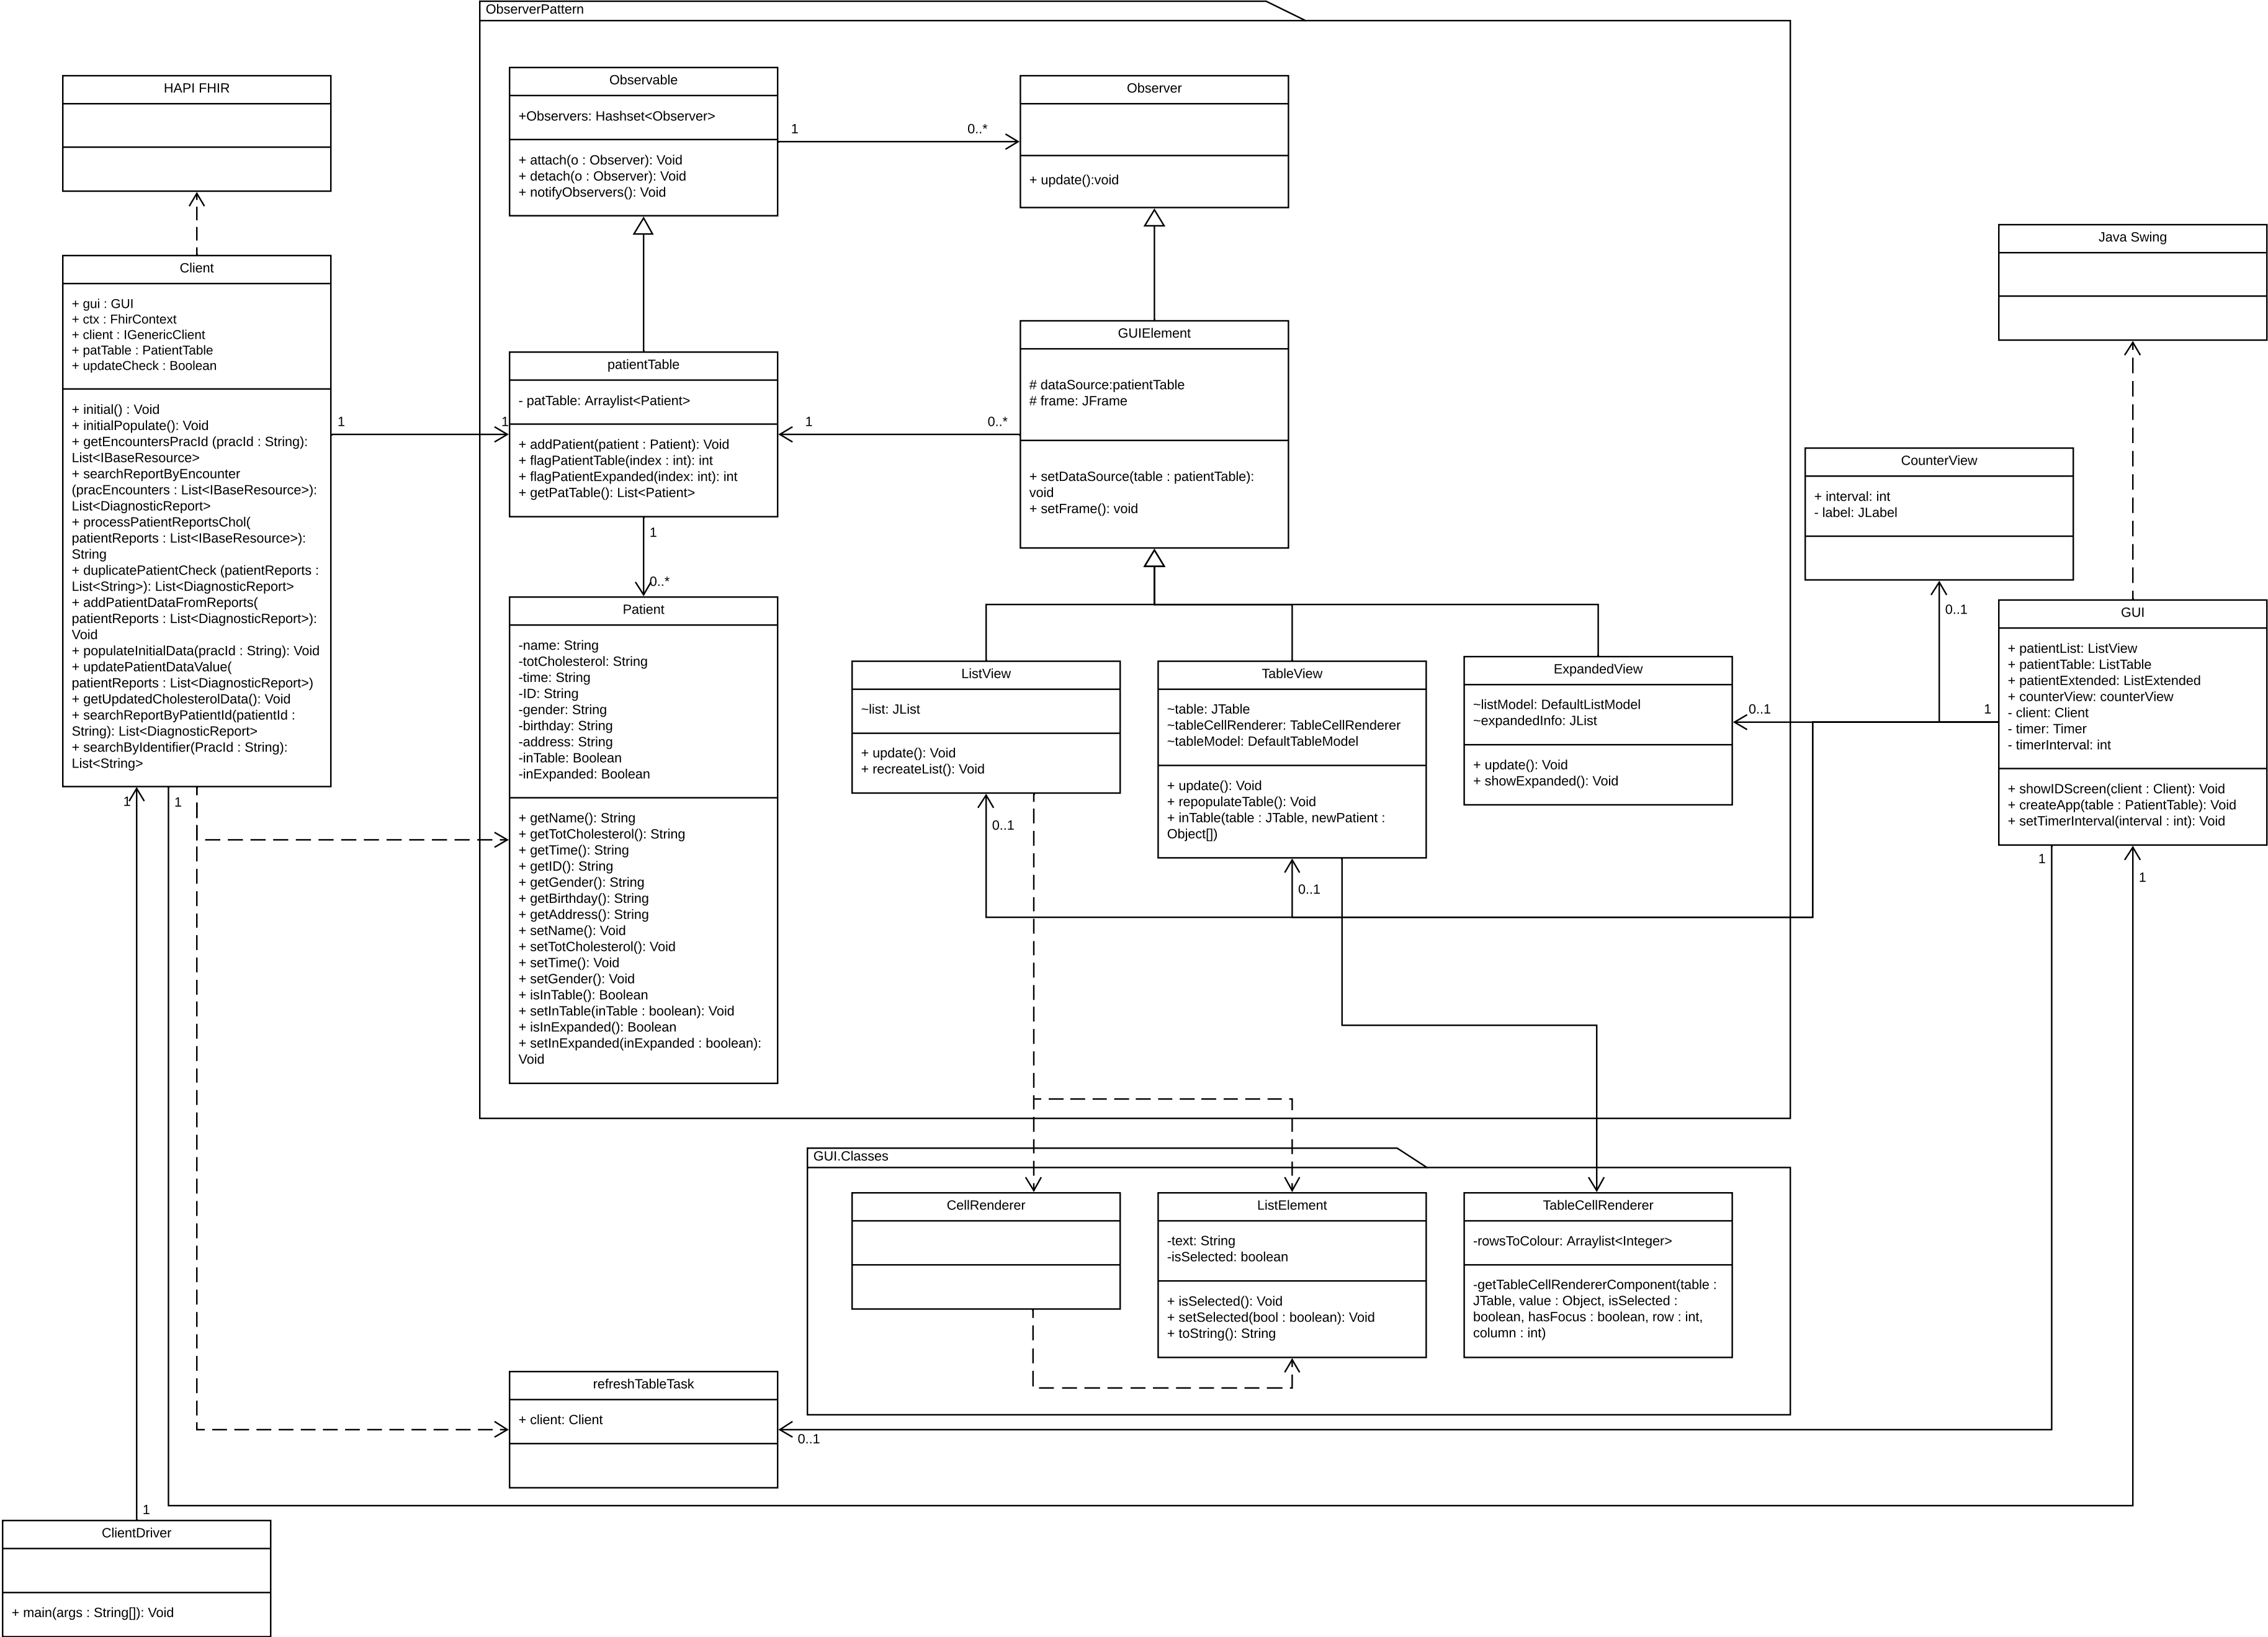 ObserverPattern
HAPI FHIR
Client
+ gui : GUI
+ ctx : FhirContext
+ client : IGenericClient
+ patTable : PatientTable
+ updateCheck : Boolean
+ initial() : Void
+ initialPopulate(): Void
+ getEncountersPracId (pracId : String):
List<IBaseResource>
+ searchReportByEncounter
(pracEncounters : List<IBaseResource>):
List<DiagnosticReport>
+ processPatientReportsChol(
patientReports : List<IBaseResource>):
String
+ duplicatePatientCheck (patientReports :
List<String>): List<DiagnosticReport>
+ addPatientDataFromReports(
patientReports : List<DiagnosticReport>):
Void
+ populateInitialData(pracId : String): Void
+ updatePatientDataValue(
patientReports : List<DiagnosticReport>)
+ getUpdatedCholesterolData(): Void
+ searchReportByPatientId(patientId :
String): List<DiagnosticReport>
+ searchByIdentifier(PracId : String):
List<String>
1
1
1
1
Observable
+Observers: Hashset<Observer>
+ attach(o : Observer): Void
+ detach(o : Observer): Void
+ notifyObservers(): Void
1
0..*
Observer
+ update():void
patientTable
- patTable: Arraylist<Patient>
+ addPatient(patient : Patient): Void
+ flagPatientTable(index : int): int
+ flagPatientExpanded(index: int): int
+ getPatTable(): List<Patient>
1
0..*
1
0..*
GUIElement
# dataSource:patientTable
# frame: JFrame
+ setDataSource(table : patientTable):
void
+ setFrame(): void
Patient
-name: String
-totCholesterol: String
-time: String
-ID: String
-gender: String
-birthday: String
-address: String
-inTable: Boolean
-inExpanded: Boolean
+ getName(): String
+ getTotCholesterol(): String
+ getTime(): String
+ getID(): String
+ getGender(): String
+ getBirthday(): String
+ getAddress(): String
+ setName(): Void
+ setTotCholesterol(): Void
+ setTime(): Void
+ setGender(): Void
+ isInTable(): Boolean
+ setInTable(inTable : boolean): Void
+ isInExpanded(): Boolean
+ setInExpanded(inExpanded : boolean):
Void
ListView
~list: JList
+ update(): Void
+ recreateList(): Void
0..1
TableView
~table: JTable
~tableCellRenderer: TableCellRenderer
~tableModel: DefaultTableModel
+ update(): Void
+ repopulateTable(): Void
+ inTable(table : JTable, newPatient :
Object[])
0..1
ExpandedView
~listModel: DefaultListModel
~expandedInfo: JList
+ update(): Void
+ showExpanded(): Void
0..1
CounterView
+ interval: int
- label: JLabel
0..1
1
Java Swing
GUI
+ patientList: ListView
+ patientTable: ListTable
+ patientExtended: ListExtended
+ counterView: counterView
- client: Client
- timer: Timer
- timerInterval: int
+ showIDScreen(client : Client): Void
+ createApp(table : PatientTable): Void
+ setTimerInterval(interval : int): Void
1
1
GUI.Classes
CellRenderer
ListElement
-text: String
-isSelected: boolean
+ isSelected(): Void
+ setSelected(bool : boolean): Void
+ toString(): String
TableCellRenderer
-rowsToColour: Arraylist<Integer>
-getTableCellRendererComponent(table :
JTable, value : Object, isSelected :
boolean, hasFocus : boolean, row : int,
column : int)
refreshTableTask
+ client: Client
0..1
1
ClientDriver
+ main(args : String[]): Void